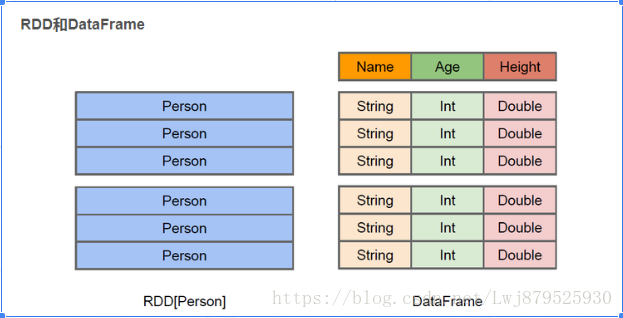 RDD和DataFrame
Name Age Height
Person String Int Double
Person String Int Double
Person String Int Double
Person String Int Double
Person String Int Double
Person String Int Double
RDD[Person] DataFrame
https://blog.csdn.net/Lwj879525930